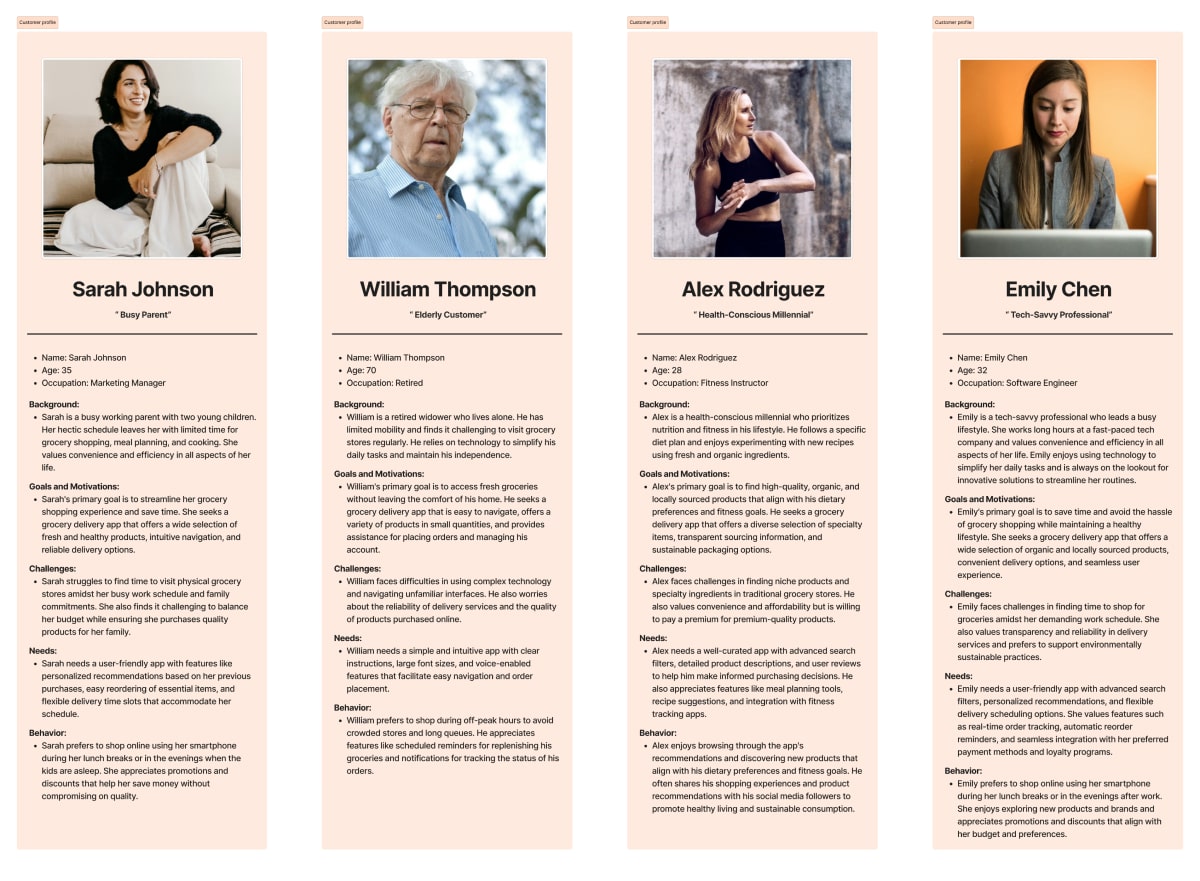 Customer profile
Sarah Johnson
“ Busy Parent”
• Name: Sarah Johnson
• Age: 35
• Occupation: Marketing Manager
Background:
• Sarah is a busy working parent with two young children.
Her hectic schedule leaves her with limited time for
grocery shopping, meal planning, and cooking. She
values convenience and efficiency in all aspects of her
life.
Goals and Motivations:
• Sarah's primary goal is to streamline her grocery
shopping experience and save time. She seeks a
grocery delivery app that offers a wide selection of
fresh and healthy products, intuitive navigation, and
reliable delivery options.
Challenges:
• Sarah struggles to find time to visit physical grocery
stores amidst her busy work schedule and family
commitments. She also finds it challenging to balance
her budget while ensuring she purchases quality
products for her family.
Needs:
• Sarah needs a user-friendly app with features like
personalized recommendations based on her previous
purchases, easy reordering of essential items, and
flexible delivery time slots that accommodate her
schedule.
Behavior:
• Sarah prefers to shop online using her smartphone
during her lunch breaks or in the evenings when the
kids are asleep. She appreciates promotions and
discounts that help her save money without
compromising on quality.
Customer profile
William Thompson
“ Elderly Customer”
• Name: William Thompson
• Age: 70
• Occupation: Retired
Background:
• William is a retired widower who lives alone. He has
limited mobility and finds it challenging to visit grocery
stores regularly. He relies on technology to simplify his
daily tasks and maintain his independence.
Goals and Motivations:
• William's primary goal is to access fresh groceries
without leaving the comfort of his home. He seeks a
grocery delivery app that is easy to navigate, offers a
variety of products in small quantities, and provides
assistance for placing orders and managing his
account.
Challenges:
• William faces difficulties in using complex technology
and navigating unfamiliar interfaces. He also worries
about the reliability of delivery services and the quality
of products purchased online.
Needs:
• William needs a simple and intuitive app with clear
instructions, large font sizes, and voice-enabled
features that facilitate easy navigation and order
placement.
Behavior:
• William prefers to shop during off-peak hours to avoid
crowded stores and long queues. He appreciates
features like scheduled reminders for replenishing his
groceries and notifications for tracking the status of his
orders.
Customer profile
Alex Rodriguez
“ Health-Conscious Millennial”
• Name: Alex Rodriguez
• Age: 28
• Occupation: Fitness Instructor
Background:
• Alex is a health-conscious millennial who prioritizes
nutrition and fitness in his lifestyle. He follows a specific
diet plan and enjoys experimenting with new recipes
using fresh and organic ingredients.
Goals and Motivations:
• Alex's primary goal is to find high-quality, organic, and
locally sourced products that align with his dietary
preferences and fitness goals. He seeks a grocery
delivery app that offers a diverse selection of specialty
items, transparent sourcing information, and
sustainable packaging options.
Challenges:
• Alex faces challenges in finding niche products and
specialty ingredients in traditional grocery stores. He
also values convenience and affordability but is willing
to pay a premium for premium-quality products.
Needs:
• Alex needs a well-curated app with advanced search
filters, detailed product descriptions, and user reviews
to help him make informed purchasing decisions. He
also appreciates features like meal planning tools,
recipe suggestions, and integration with fitness
tracking apps.
Behavior:
• Alex enjoys browsing through the app's
recommendations and discovering new products that
align with his dietary preferences and fitness goals. He
often shares his shopping experiences and product
recommendations with his social media followers to
promote healthy living and sustainable consumption.
Customer profile
Emily Chen
“ Tech-Savvy Professional”
• Name: Emily Chen
• Age: 32
• Occupation: Software Engineer
Background:
• Emily is a tech-savvy professional who leads a busy
lifestyle. She works long hours at a fast-paced tech
company and values convenience and efficiency in all
aspects of her life. Emily enjoys using technology to
simplify her daily tasks and is always on the lookout for
innovative solutions to streamline her routines.
Goals and Motivations:
• Emily's primary goal is to save time and avoid the hassle
of grocery shopping while maintaining a healthy
lifestyle. She seeks a grocery delivery app that offers a
wide selection of organic and locally sourced products,
convenient delivery options, and seamless user
experience.
Challenges:
• Emily faces challenges in finding time to shop for
groceries amidst her demanding work schedule. She
also values transparency and reliability in delivery
services and prefers to support environmentally
sustainable practices.
Needs:
• Emily needs a user-friendly app with advanced search
filters, personalized recommendations, and flexible
delivery scheduling options. She values features such
as real-time order tracking, automatic reorder
reminders, and seamless integration with her preferred
payment methods and loyalty programs.
Behavior:
• Emily prefers to shop online using her smartphone
during her lunch breaks or in the evenings after work.
She enjoys exploring new products and brands and
appreciates promotions and discounts that align with
her budget and preferences.